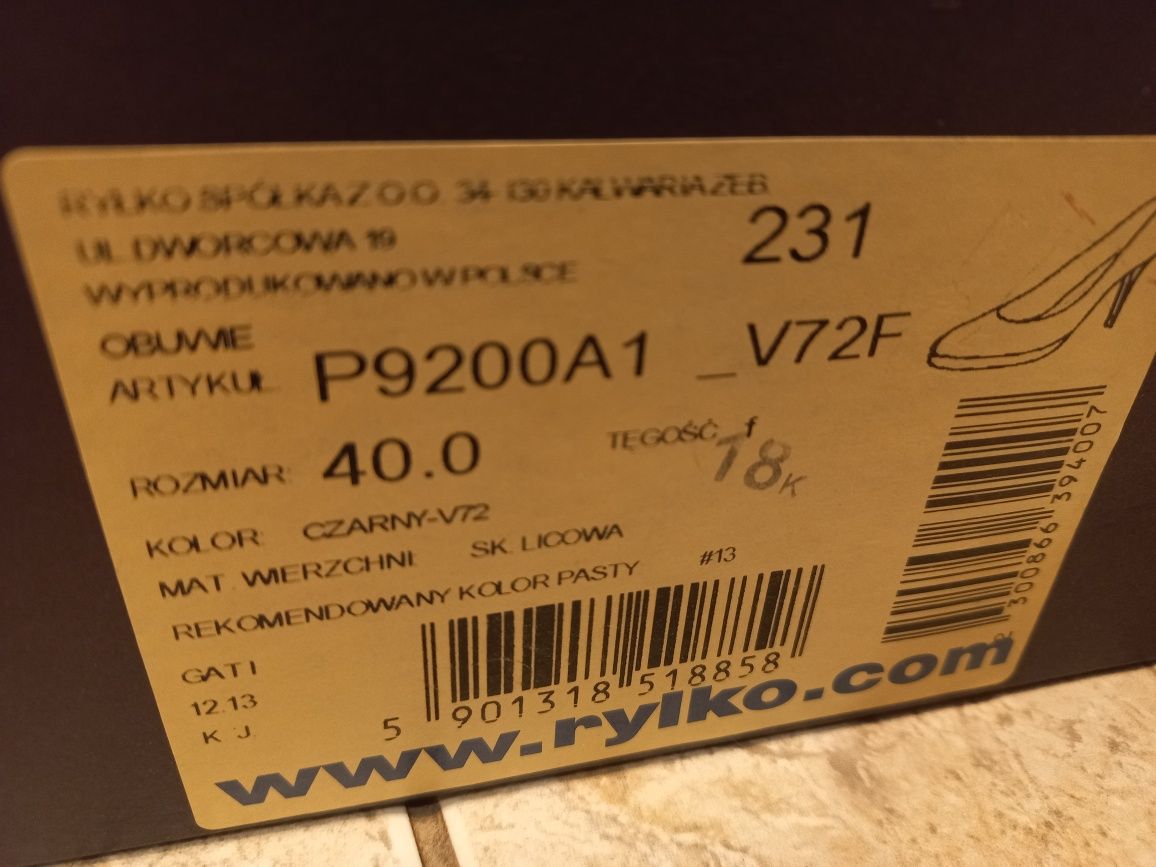 RYŁKO SPÓŁKA Z O.O. 34-130 KALWARIA ZEB.
UL. DWORCOWA 19
231
WYPRODUKOWANO W POLSCE
OBUWIE
ARTYKUŁ P9200A1 _V72F
ROZMIAR: 40.0 TĘGOŚĆ f
78K
KOLOR: CZARNY-V72
MAT. WIERZCHNI: SK. LICOWA
REKOMENDOWANY KOLOR PASTY #13
GAT I
12.13
K. J.
5 901318 518858
300866 394007
www.rylko.com